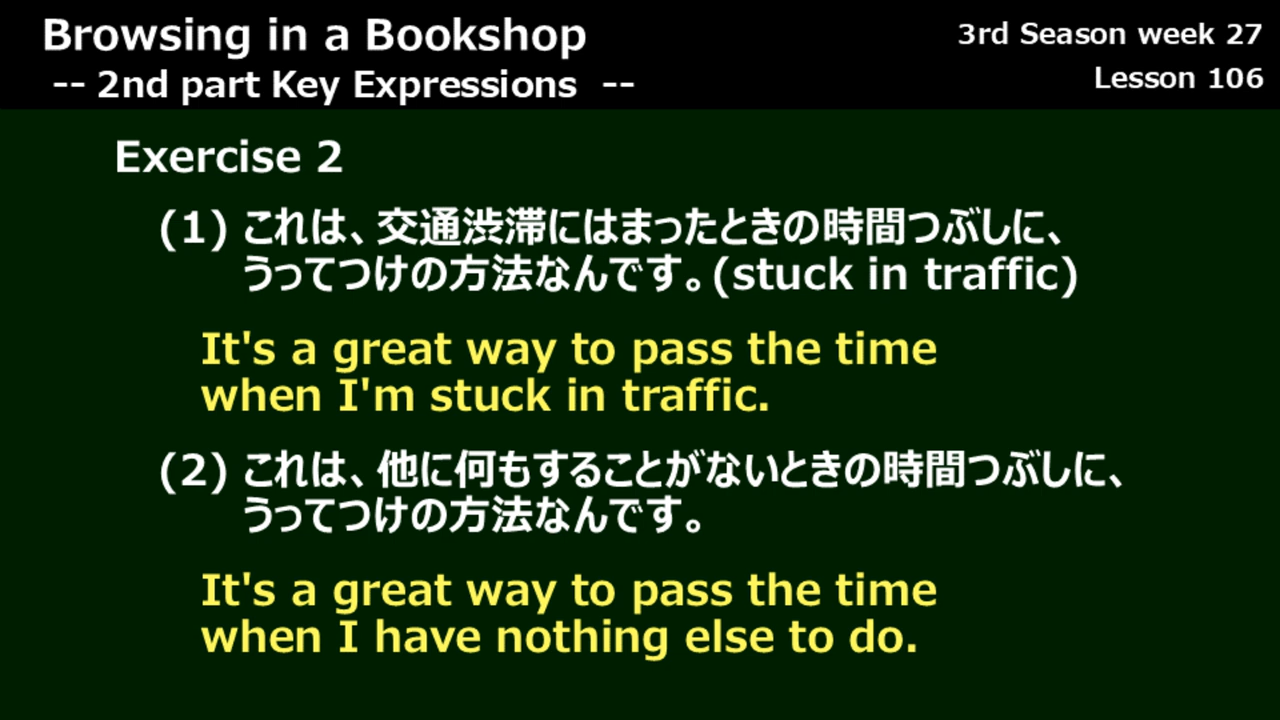 Browsing in a Bookshop
3rd Season week 27
-- 2nd part Key Expressions --
Lesson 106
Exercise 2
(1) これは、交通渋滞にはまったときの時間つぶしに、
うってつけの方法なんです。(stuck in traffic)
It's a great way to pass the time
when I'm stuck in traffic.
(2) これは、他に何もすることがないときの時間つぶしに、
うってつけの方法なんです。
It's a great way to pass the time
when I have nothing else to do.